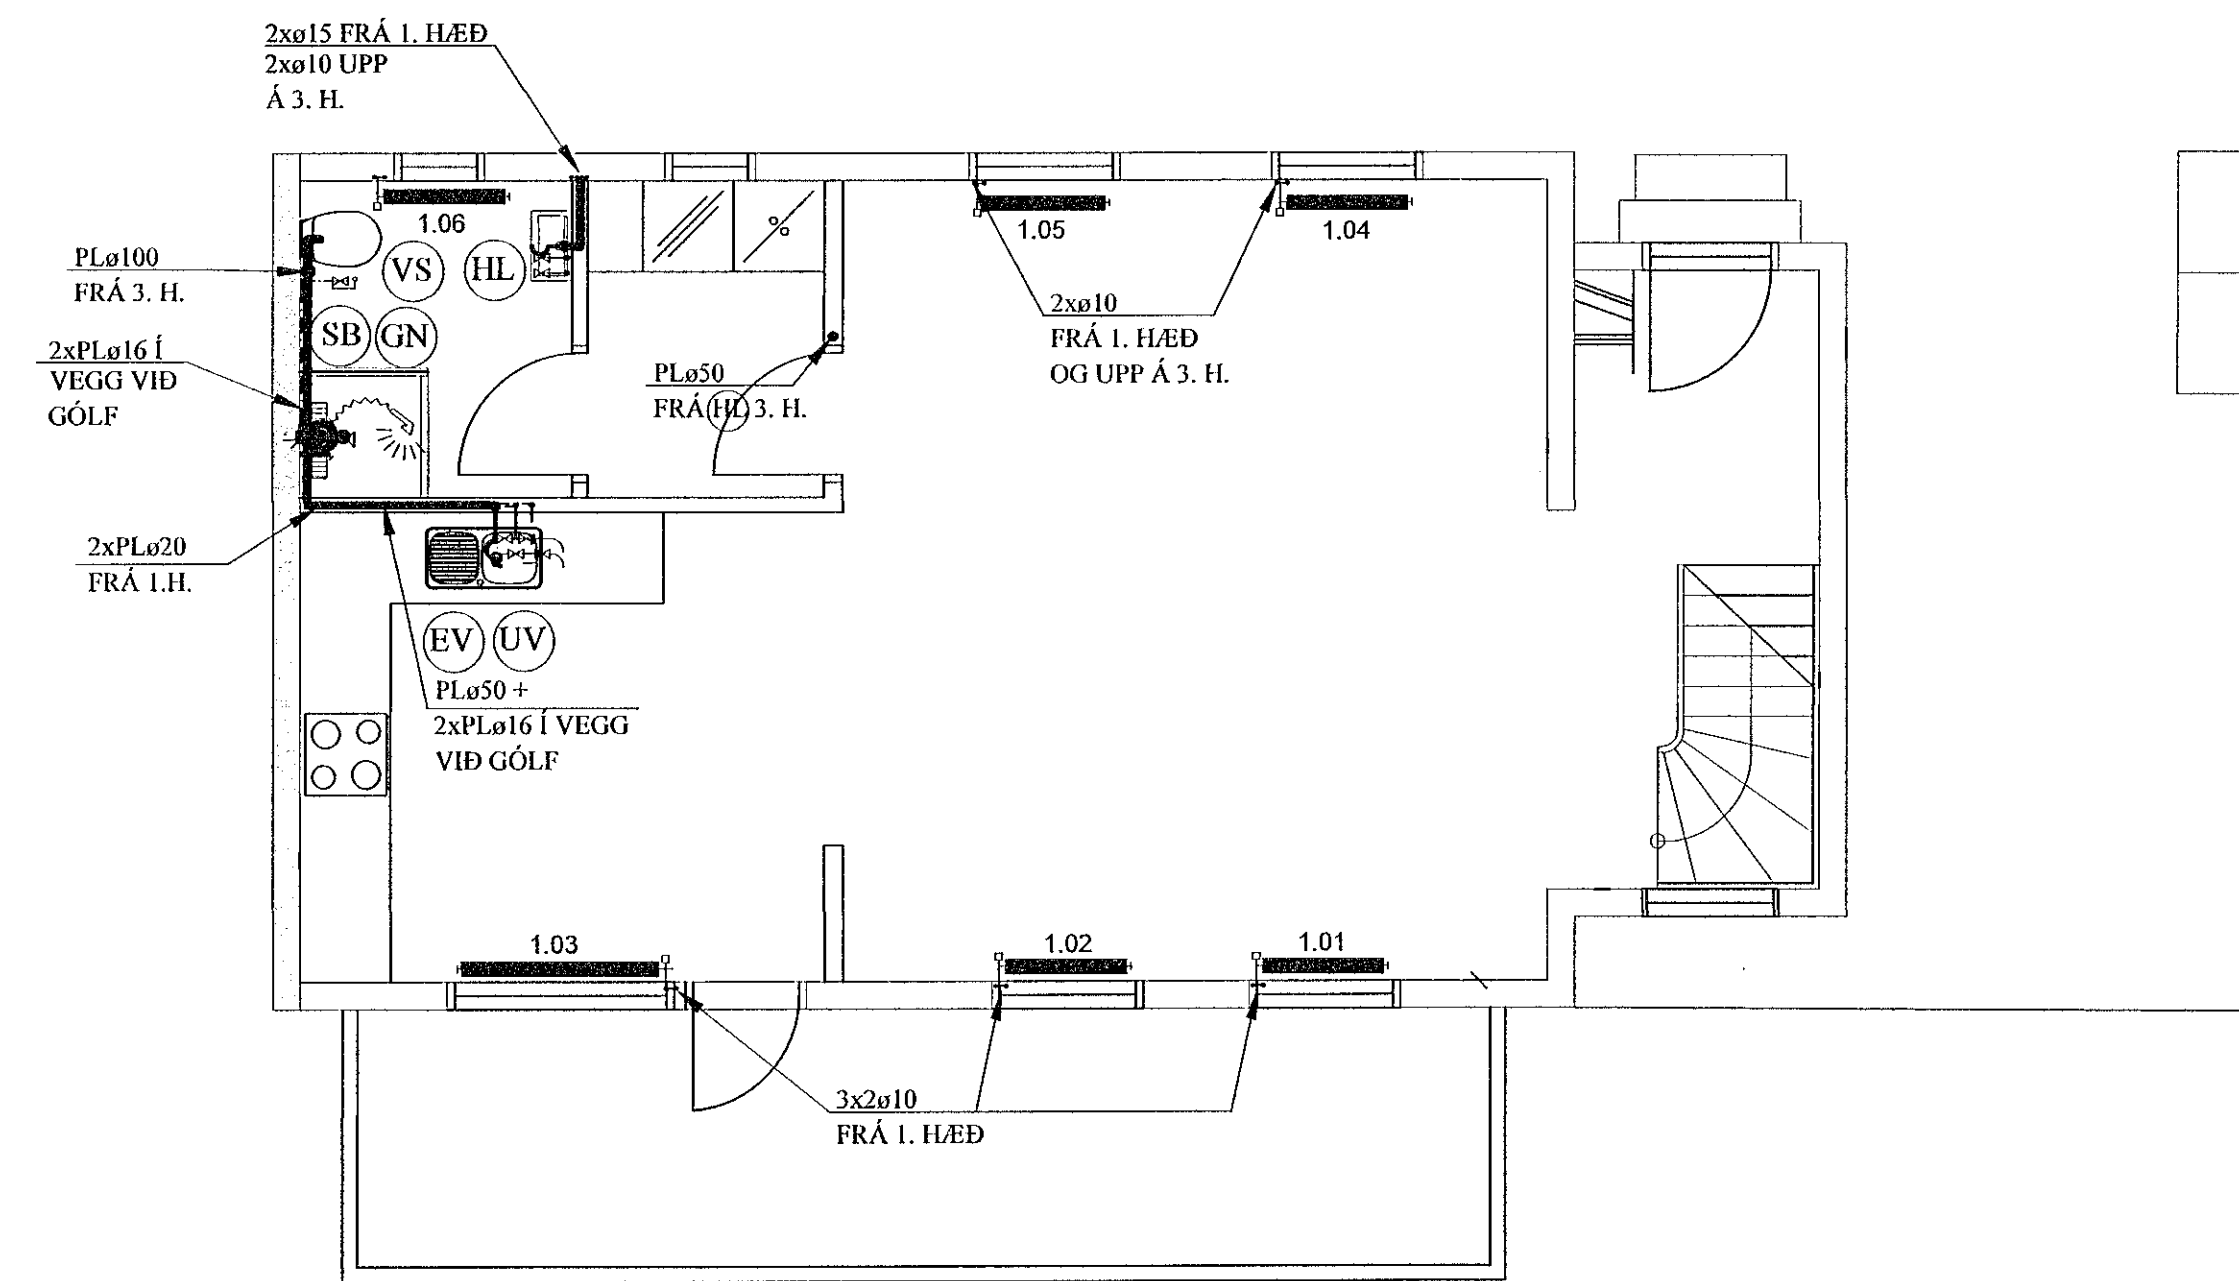 2xø15 FRÁ 1. HÆÐ
2xø10 UPP
Á 3. H.
1.06
1.05
1.04
PLø100
FRÁ 3. H.
VS
HL
SB
GN
2xPLø16 Í
VEGG VIÐ
GÓLF
PLø50
FRÁ HL 3. H.
2xø10
FRÁ 1. HÆÐ
OG UPP Á 3. H.
2xPLø20
FRÁ 1.H.
EV
UV
PLø50 +
2xPLø16 Í VEGG
VIÐ GÓLF
1.03
1.02
1.01
3x2ø10
FRÁ 1. HÆÐ